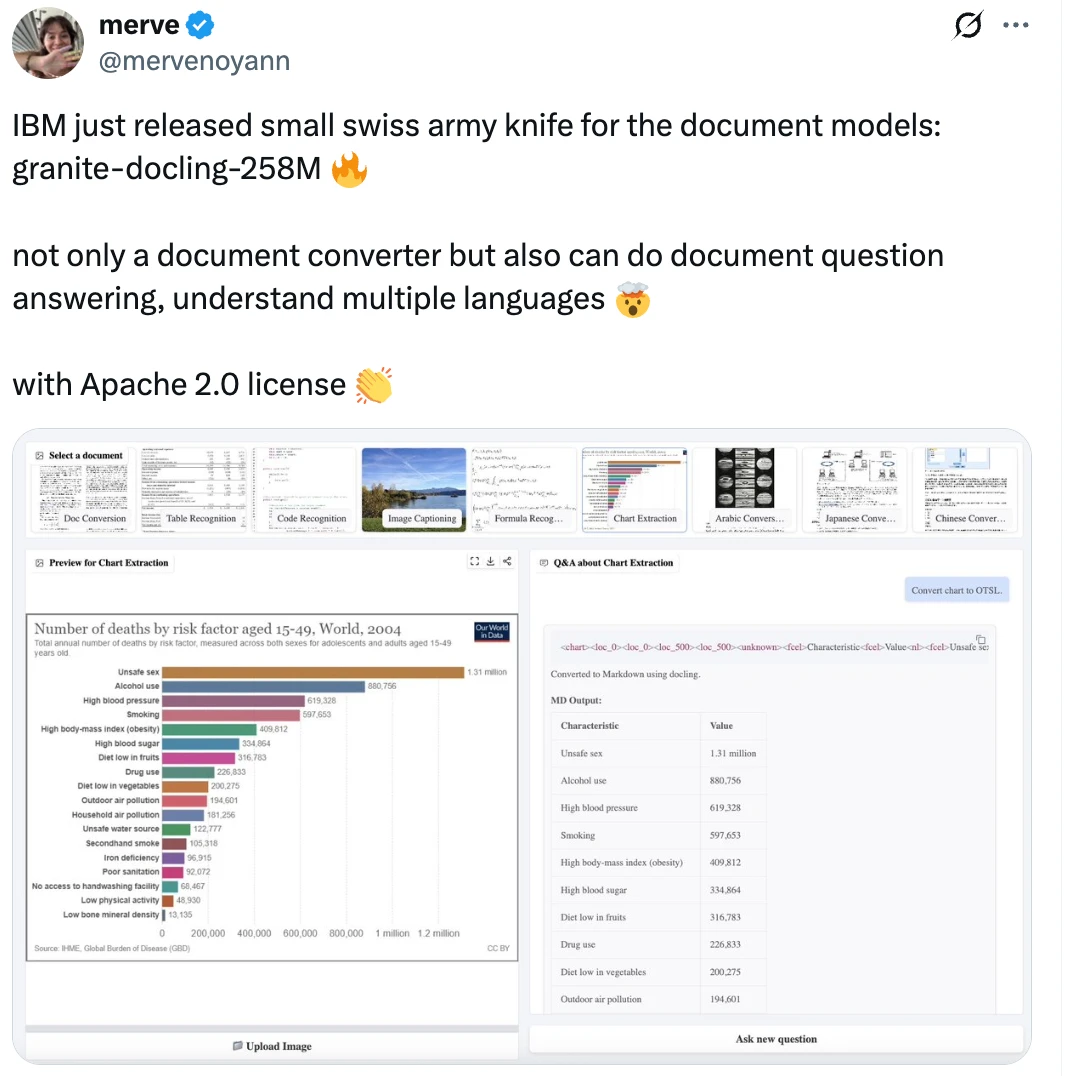 merve
@mervenoyann
IBM just released small swiss army knife for the document models:
granite-docling-258M 🔥
not only a document converter but also can do document question
answering, understand multiple languages 🤯
with Apache 2.0 license 👏
Select a document
Doc Conversion
Table Recognition
Code Recognition
Image Captioning
Formula Recog...
Chart Extraction
Arabic Convers...
Japanese Conve...
Chinese Conver...
Preview for Chart Extraction
Number of deaths by risk factor aged 15-49, World, 2004
Our World
in Data
Total annual number of deaths by risk factor, measured across both sexes for adolescents and adults aged 15-49
years old.
Unsafe sex 1.31 million
Alcohol use 880,756
High blood pressure 619,328
Smoking 597,653
High body-mass index (obesity) 409,812
High blood sugar 334,864
Diet low in fruits 316,783
Drug use 226,833
Diet low in vegetables 200,275
Outdoor air pollution 194,601
Household air pollution 181,256
Unsafe water source 122,777
Secondhand smoke 105,318
Iron deficiency 96,915
Poor sanitation 92,072
No access to handwashing facility 68,467
Low physical activity 48,930
Low bone mineral density 13,135
0 200,000 400,000 600,000 800,000 1 million 1.2 million
Source: IHME, Global Burden of Disease (GBD) CC BY
Upload Image
Q&A about Chart Extraction
Convert chart to OTSL.
<chart><loc_0><loc_0><loc_500><loc_500><unknown><fcel>Characteristic<fcel>Value<nl><fcel>Unsafe se
Converted to Markdown using docling.
MD Output:
Characteristic Value
Unsafe sex 1.31 million
Alcohol use 880,756
High blood pressure 619,328
Smoking 597,653
High body-mass index (obesity) 409,812
High blood sugar 334,864
Diet low in fruits 316,783
Drug use 226,833
Diet low in vegetables 200,275
Outdoor air pollution 194,601
Ask new question